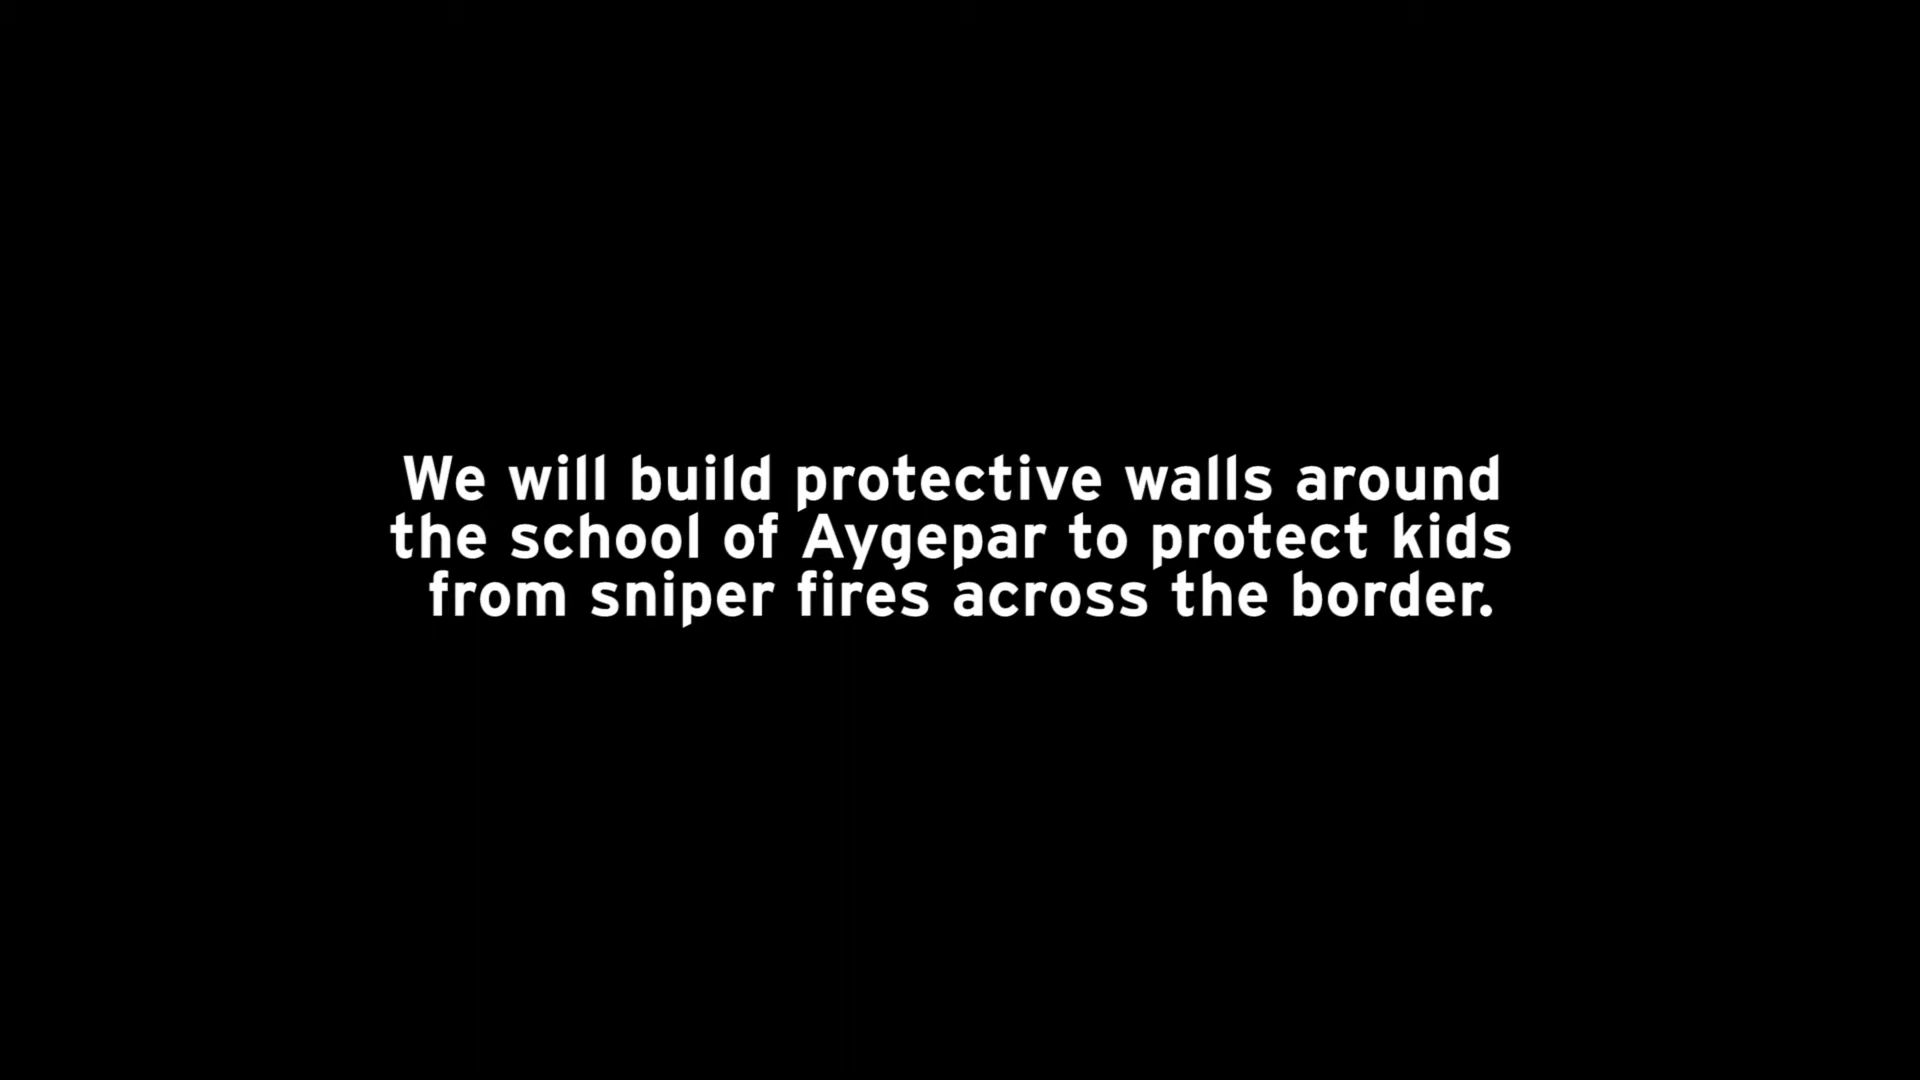 We will build protective walls around
the school of Aygepar to protect kids
from sniper fires across the border.